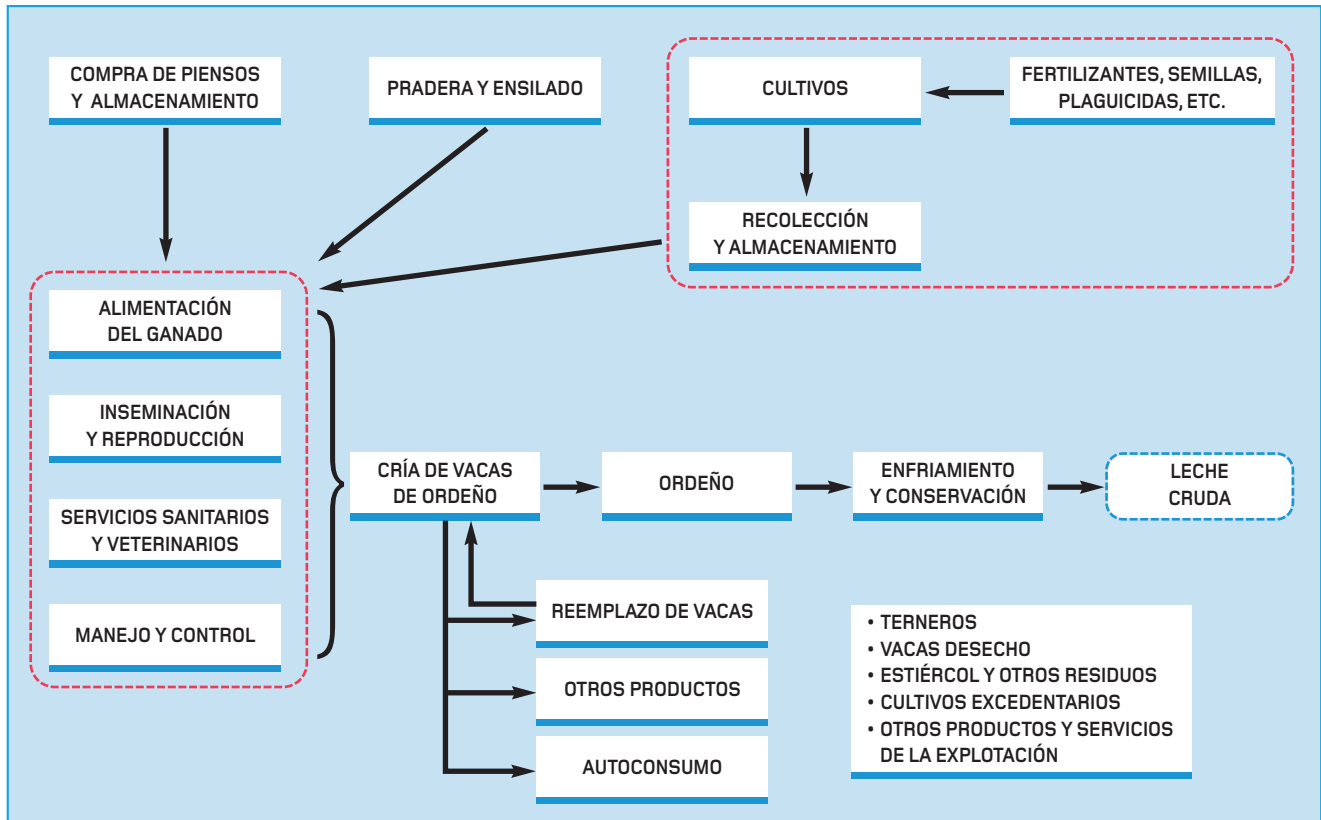 COMPRA DE PIENSOS
Y ALMACENAMIENTO
PRADERA Y ENSILADO
CULTIVOS
FERTILIZANTES, SEMILLAS,
PLAGUICIDAS, ETC.
RECOLECCIÓN
Y ALMACENAMIENTO
ALIMENTACIÓN
DEL GANADO
INSEMINACIÓN
Y REPRODUCCIÓN
SERVICIOS SANITARIOS
Y VETERINARIOS
MANEJO Y CONTROL
CRÍA DE VACAS
DE ORDEÑO
ORDEÑO
ENFRIAMIENTO
Y CONSERVACIÓN
LECHE
CRUDA
REEMPLAZO DE VACAS
OTROS PRODUCTOS
AUTOCONSUMO
• TERNEROS
• VACAS DESECHO
• ESTIÉRCOL Y OTROS RESIDUOS
• CULTIVOS EXCEDENTARIOS
• OTROS PRODUCTOS Y SERVICIOS
DE LA EXPLOTACIÓN